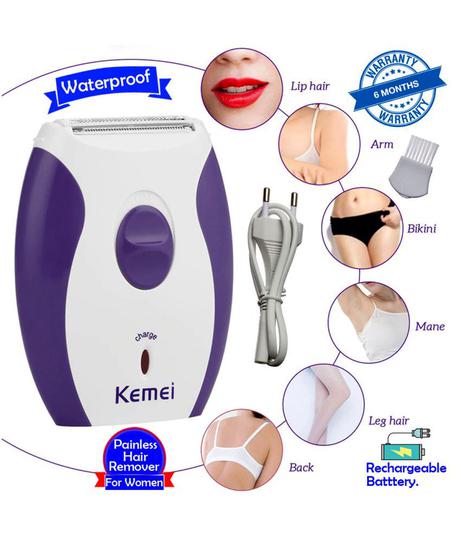 Waterproof
Lip hair
WARRANTY
6 MONTHS
WARRANTY
Arm
Bikini
Mane
charge
Kemei
Leg hair
Painless
Hair
Remover
For Women
Back
Rechargeable
Batttery.